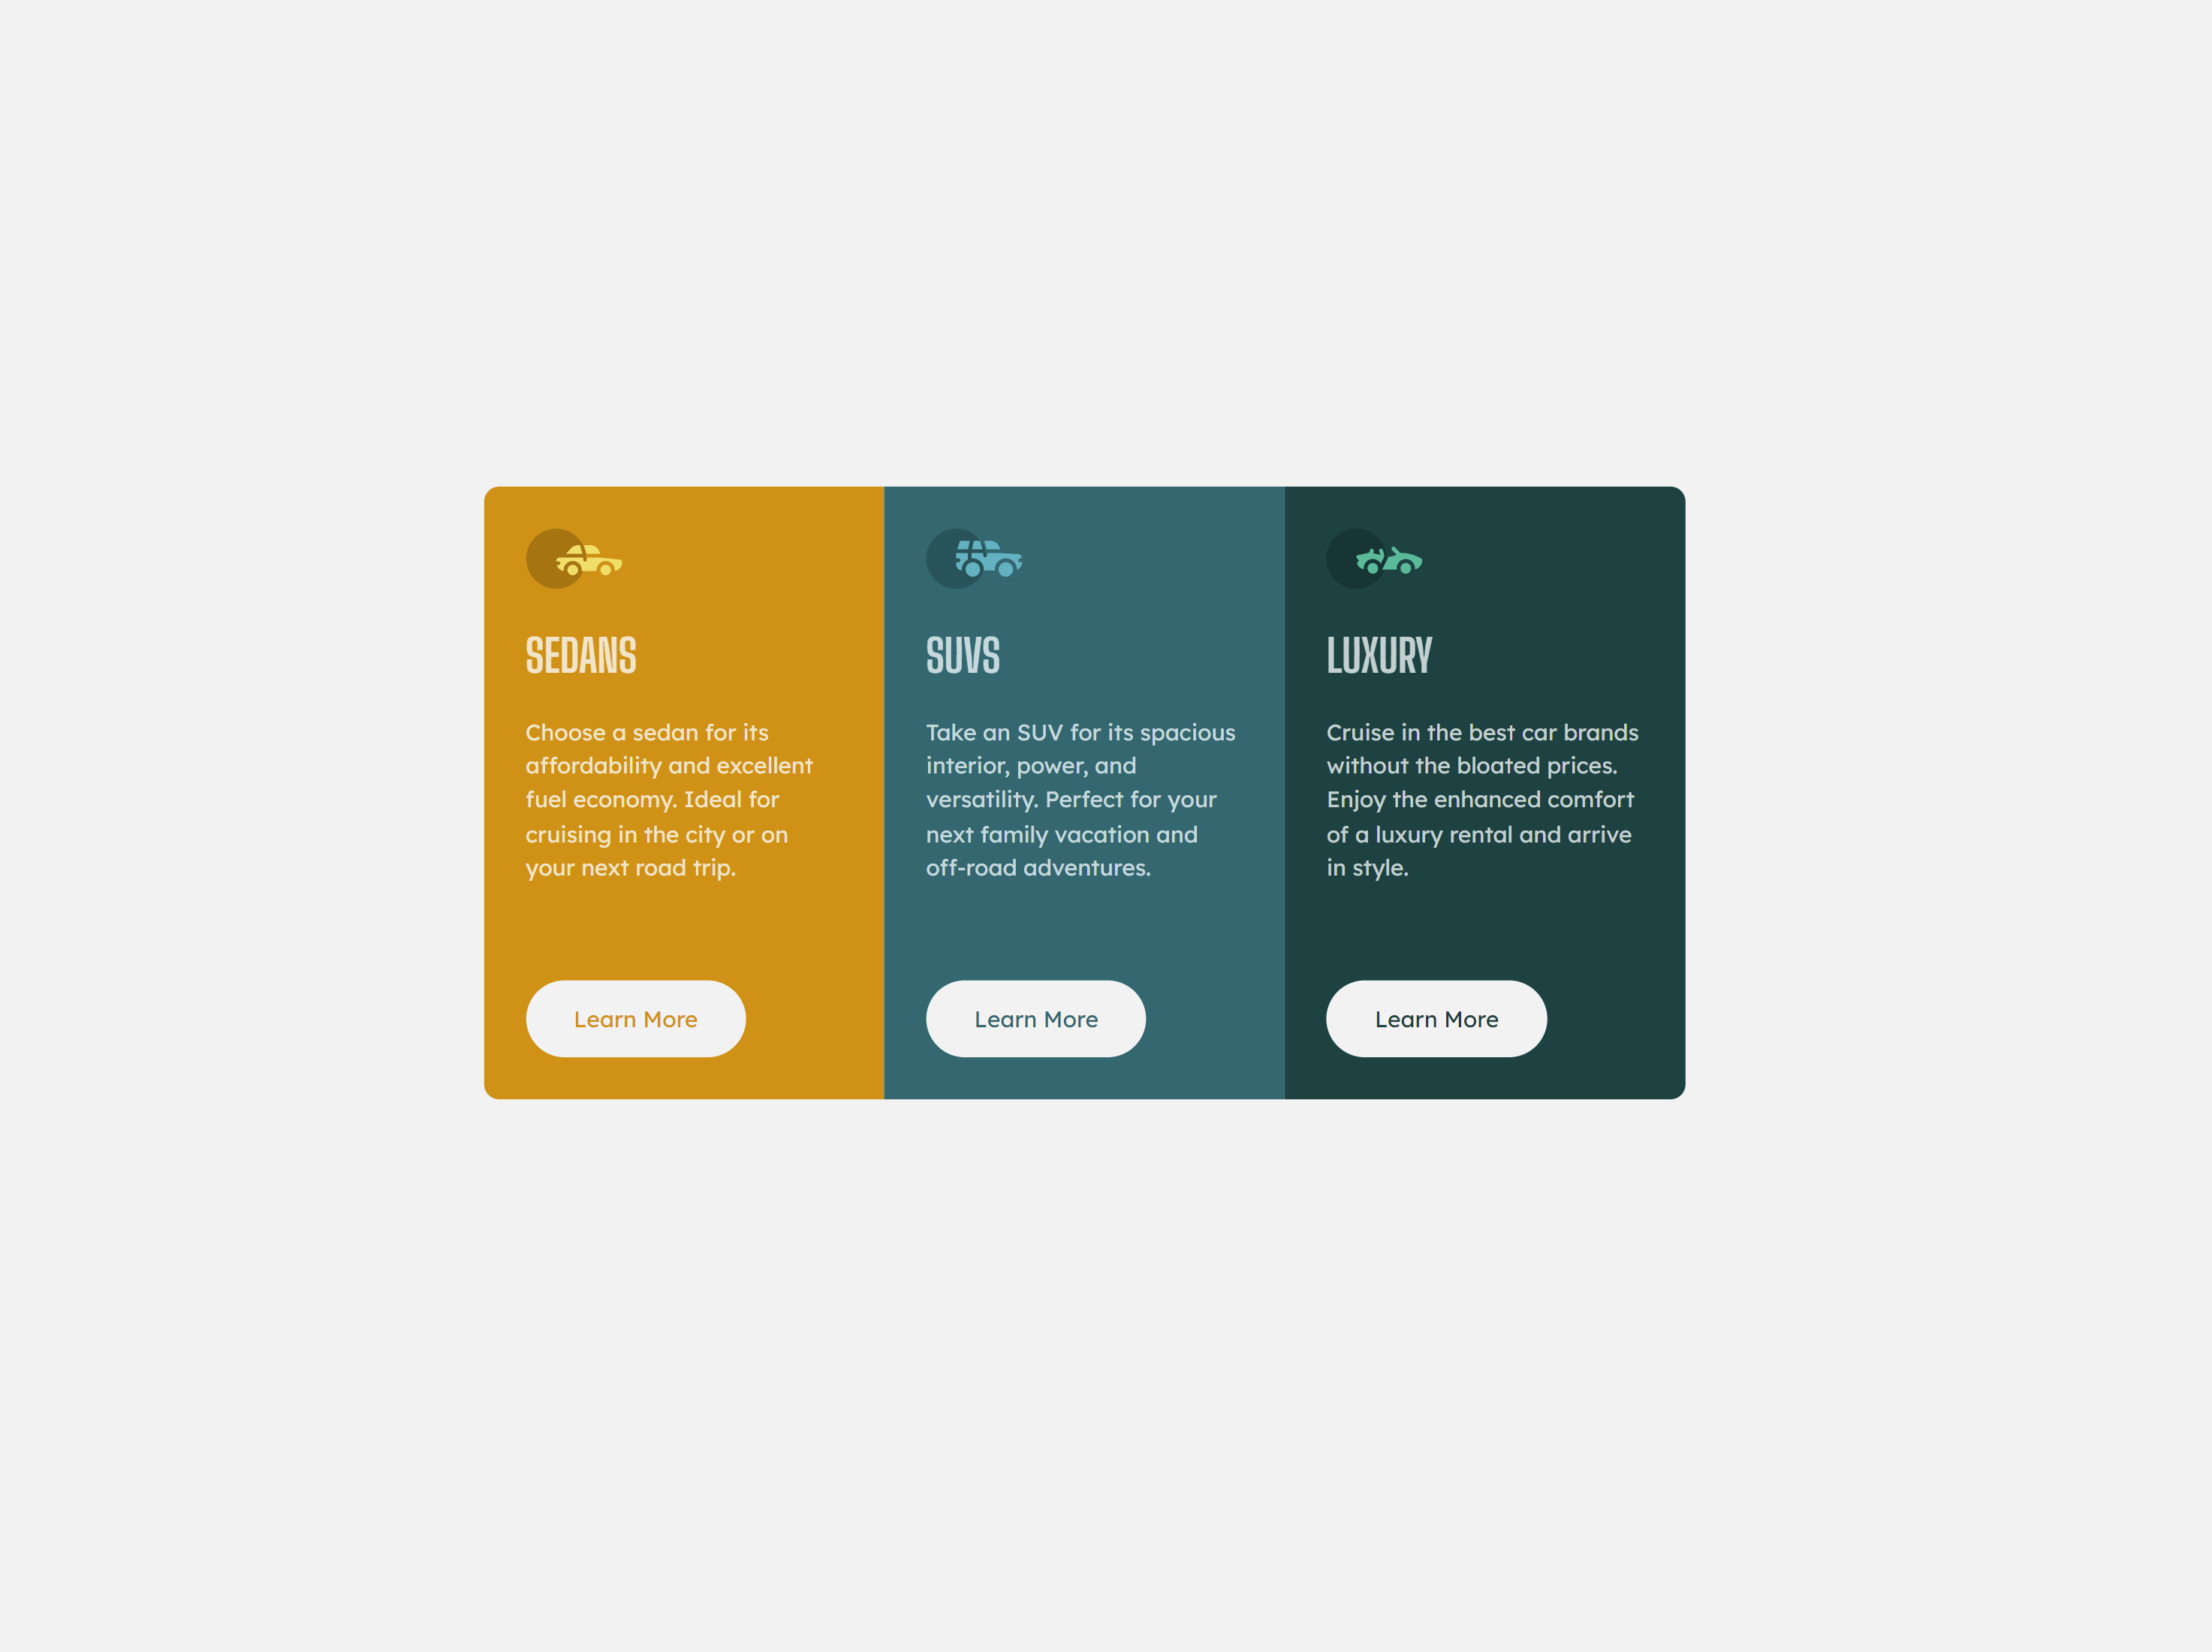 SEDANS
Choose a sedan for its
affordability and excellent
fuel economy. Ideal for
cruising in the city or on
your next road trip.
Learn More
SUVS
Take an SUV for its spacious
interior, power, and
versatility. Perfect for your
next family vacation and
off-road adventures.
Learn More
LUXURY
Cruise in the best car brands
without the bloated prices.
Enjoy the enhanced comfort
of a luxury rental and arrive
in style.
Learn More